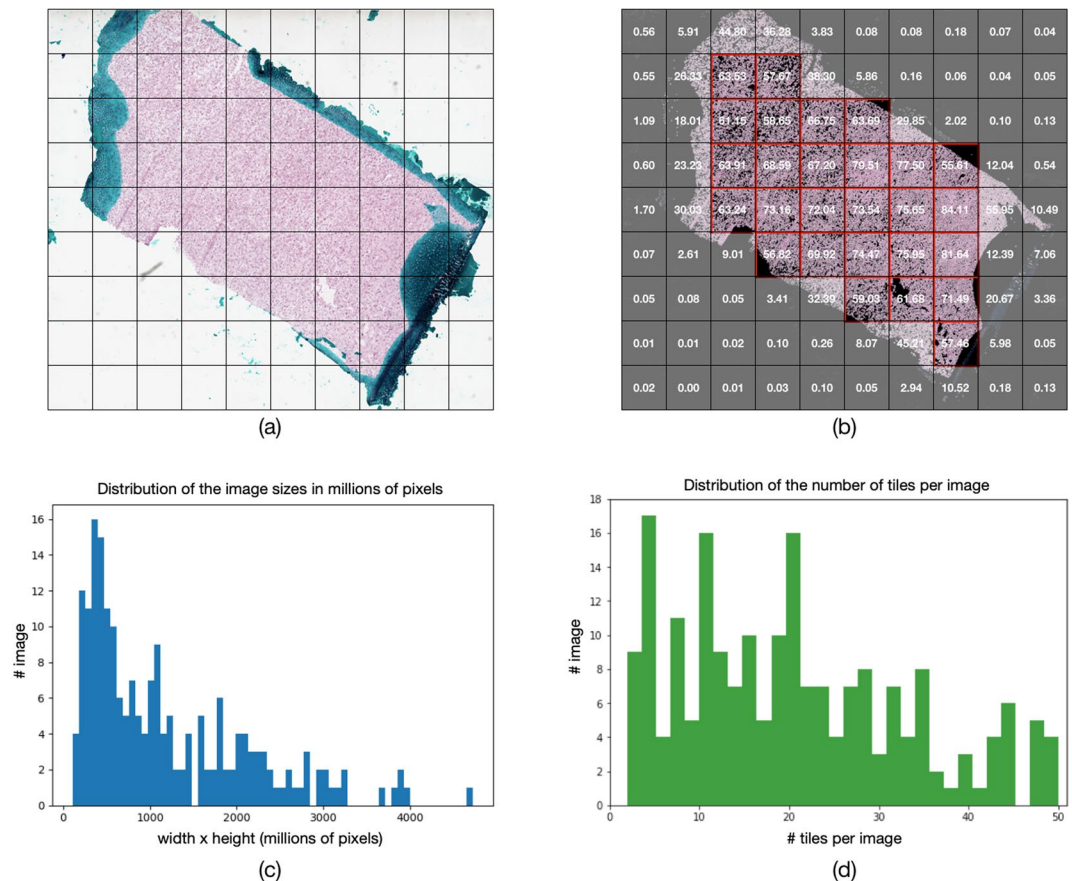 0.56 5.91 44.80 36.28 3.83 0.08 0.08 0.18 0.07 0.04
0.55 26.33 63.53 57.67 38.30 5.86 0.16 0.06 0.04 0.05
1.09 18.01 61.15 58.65 66.75 63.69 29.85 2.02 0.10 0.13
0.60 23.23 63.91 68.59 67.20 79.51 77.50 55.61 12.04 0.54
1.70 30.03 63.24 73.16 72.04 73.54 75.65 84.11 55.95 10.49
0.07 2.61 9.01 56.82 69.92 74.47 75.95 81.64 12.39 7.06
0.05 0.08 0.05 3.41 32.39 59.03 61.68 71.49 20.67 3.36
0.01 0.01 0.02 0.10 0.26 8.07 45.21 57.46 5.98 0.05
0.02 0.00 0.01 0.03 0.10 0.05 2.94 10.52 0.18 0.13
(a)
(b)
Distribution of the image sizes in millions of pixels
# image
16
14
12
10
8
6
4
2
0
0 1000 2000 3000 4000
width x height (millions of pixels)
(c)
Distribution of the number of tiles per image
# image
18
16
14
12
10
8
6
4
2
0
0 10 20 30 40 50
# tiles per image
(d)